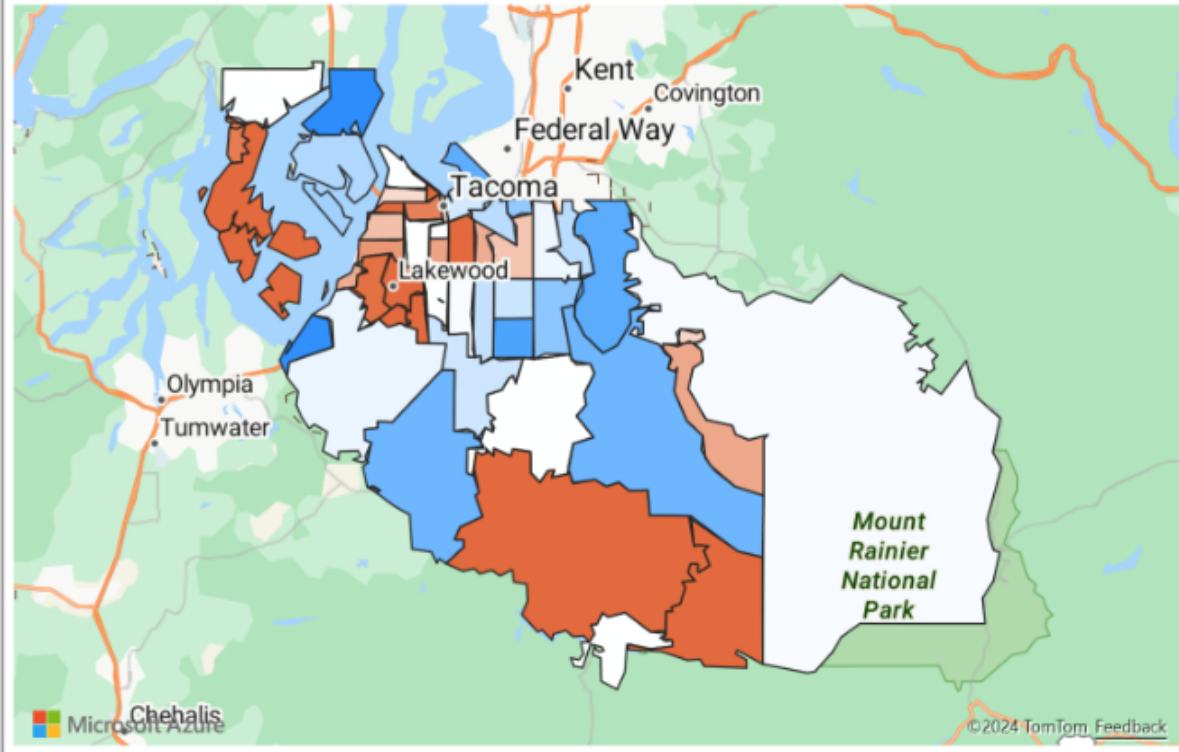 Kent
Covington
Federal Way
Tacoma
Lakewood
Olympia
Tumwater
Mount
Rainier
National
Park
Chehalis
Microsoft Azure
©2024 TomTom Feedback